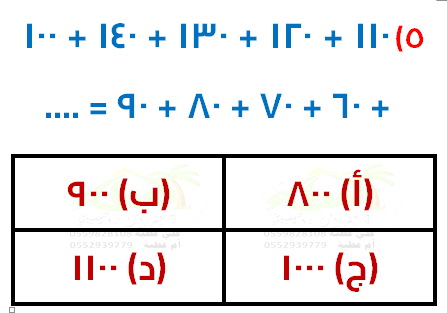 ٥) ١١٠ + ١٢٠ + ١٣٠ + ١٤٠ + ١٠٠
+ ٦٠ + ٧٠ + ٨٠ + ٩٠ = ....
(أ) ٨٠٠ (ب) ٩٠٠
(ج) ١٠٠٠ (د) ١١٠٠